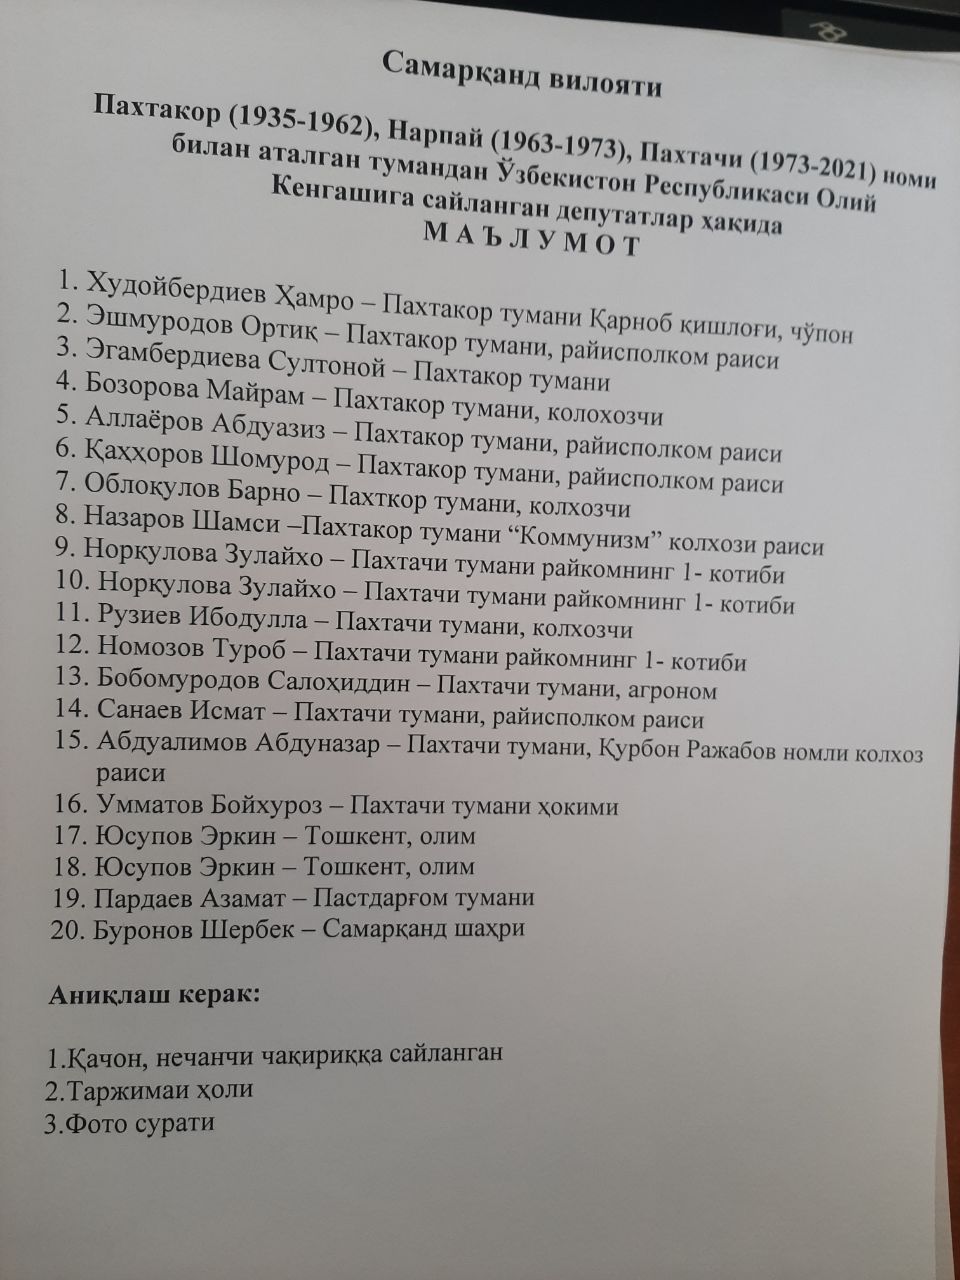 Самарқанд вилояти
Пахтакор (1935-1962), Нарпай (1963-1973), Пахтачи (1973-2021) номи
билан аталган тумандан Ўзбекистон Республикаси Олий
Кенгашига сайланган депутатлар ҳақида
М А Ъ Л У М О Т
1. Худойбердиев Ҳамро – Пахтакор тумани Қарноб қишлоғи, чўпон
2. Эшмуродов Ортиқ – Пахтакор тумани, райисполком раиси
3. Эгамбердиева Султоной – Пахтакор тумани
4. Бозорова Майрам – Пахтакор тумани, колохозчи
5. Аллаёров Абдуазиз – Пахтакор тумани, райисполком раиси
6. Қаҳҳоров Шомурод – Пахтакор тумани, райисполком раиси
7. Облоқулов Барно – Пахткор тумани, колхозчи
8. Назаров Шамси –Пахтакор тумани “Коммунизм” колхози раиси
9. Норқулова Зулайхо – Пахтачи тумани райкомнинг 1- котиби
10. Норқулова Зулайхо – Пахтачи тумани райкомнинг 1- котиби
11. Рузиев Ибодулла – Пахтачи тумани, колхозчи
12. Номозов Туроб – Пахтачи тумани райкомнинг 1- котиби
13. Бобомуродов Салоҳиддин – Пахтачи тумани, агроном
14. Санаев Исмат – Пахтачи тумани, райисполком раиси
15. Абдуалимов Абдуназар – Пахтачи тумани, Қурбон Ражабов номли колхоз
раиси
16. Умматов Бойхуроз – Пахтачи тумани ҳокими
17. Юсупов Эркин – Тошкент, олим
18. Юсупов Эркин – Тошкент, олим
19. Пардаев Азамат – Пастдарғом тумани
20. Буронов Шербек – Самарқанд шаҳри
Аниқлаш керак:
1.Қачон, нечанчи чақириққа сайланган
2.Таржимаи ҳоли
3.Фото сурати